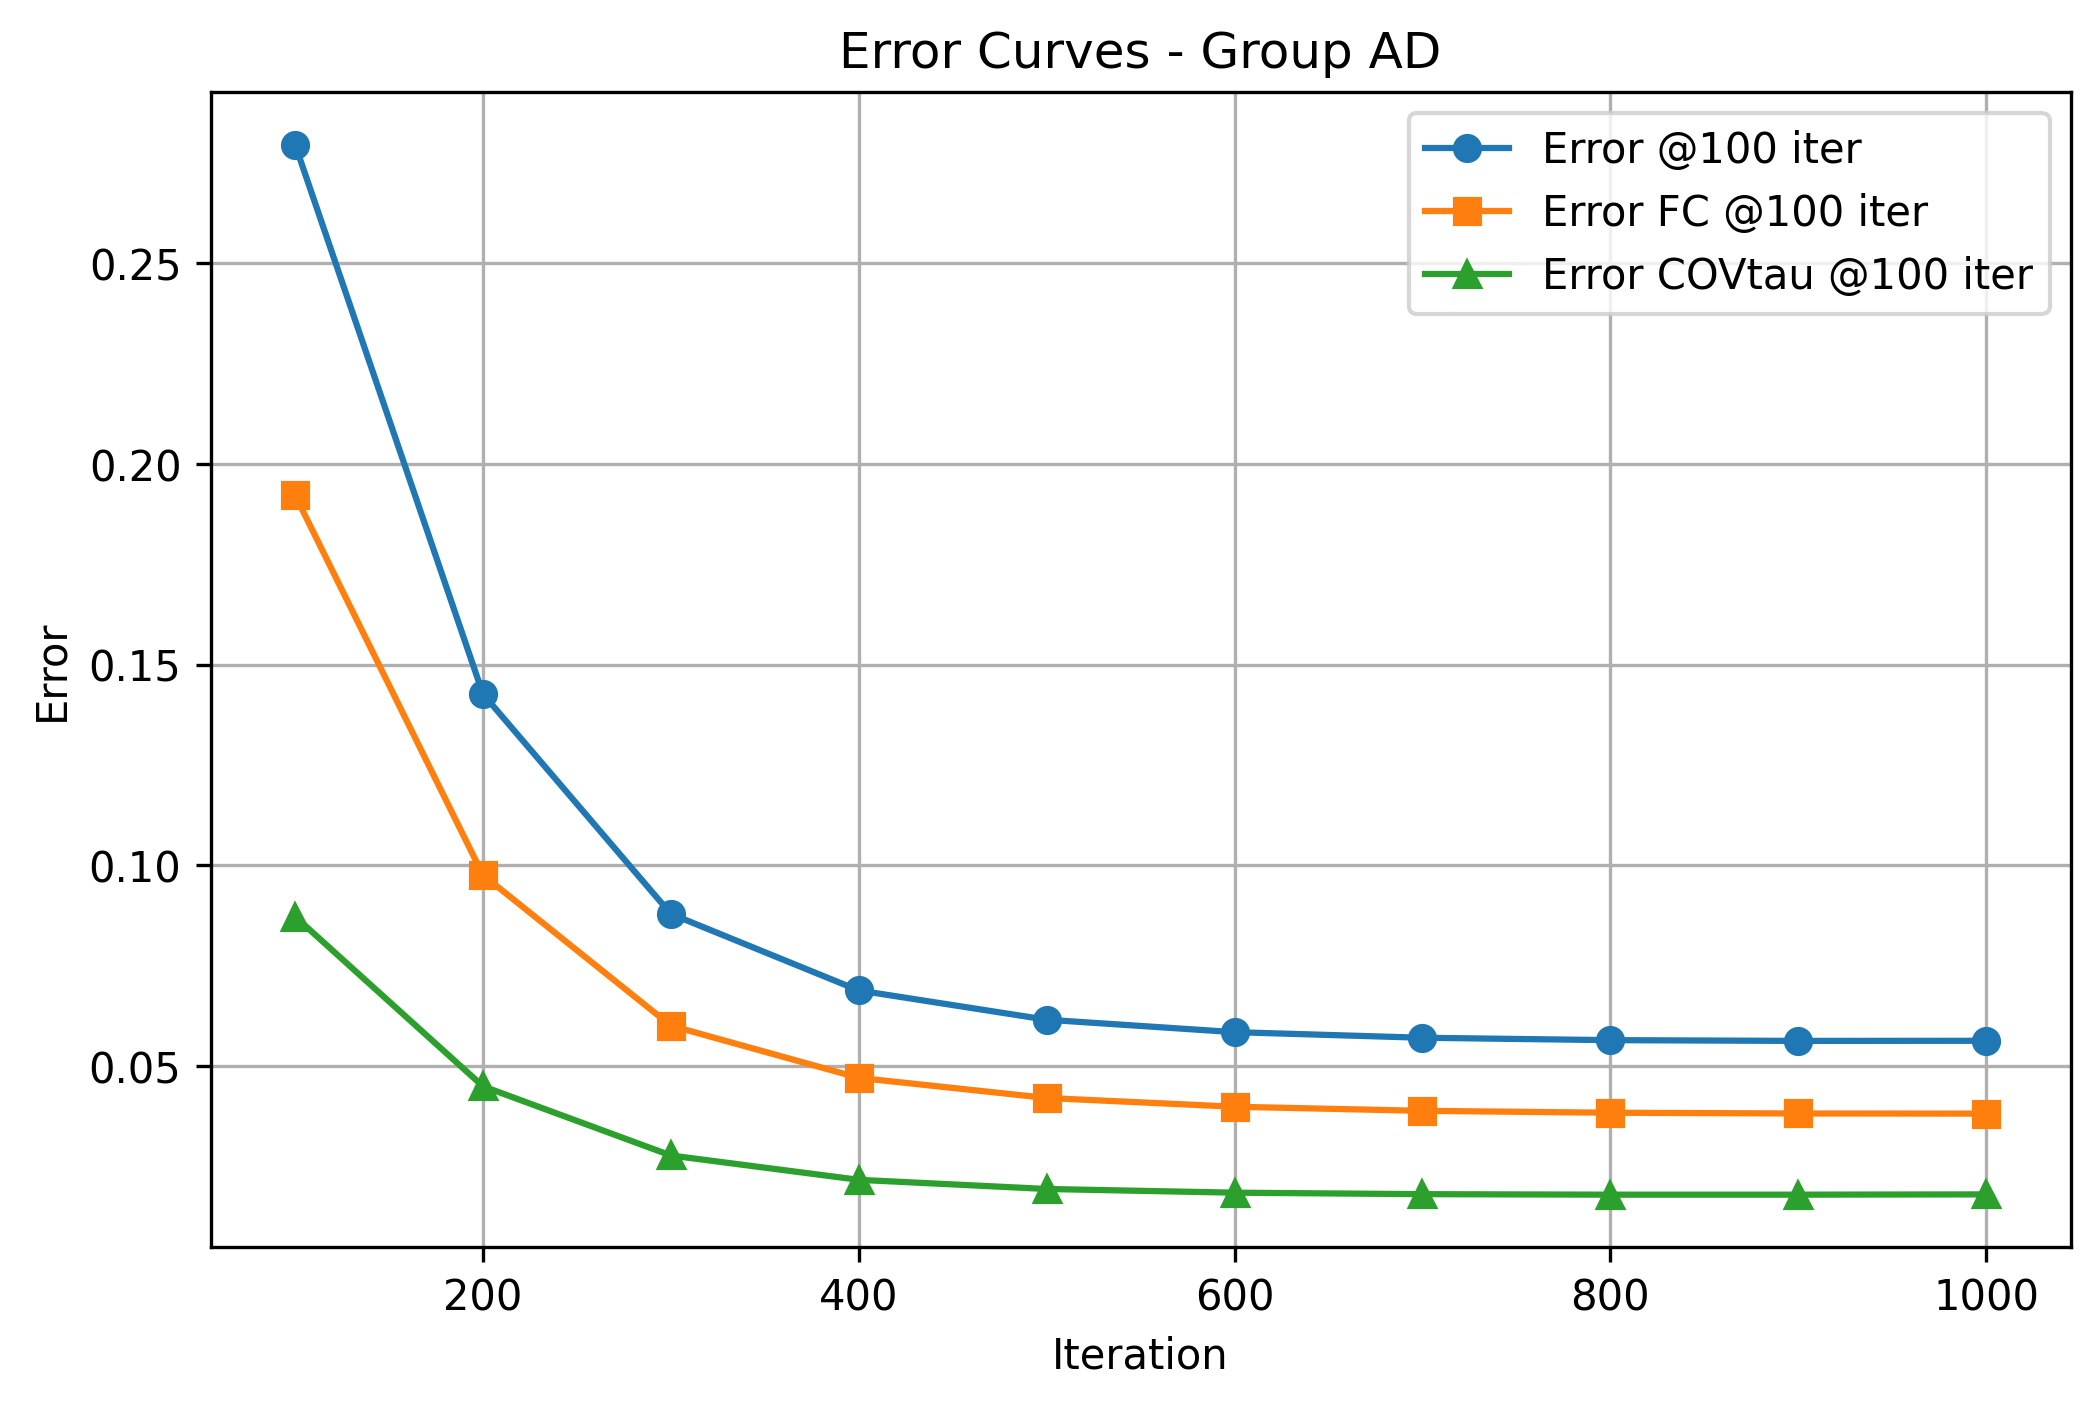 Error Curves - Group AD
Error @100 iter
Error FC @100 iter
Error COVtau @100 iter
0.25
0.20
0.15
0.10
0.05
Error
200 400 600 800 1000
Iteration